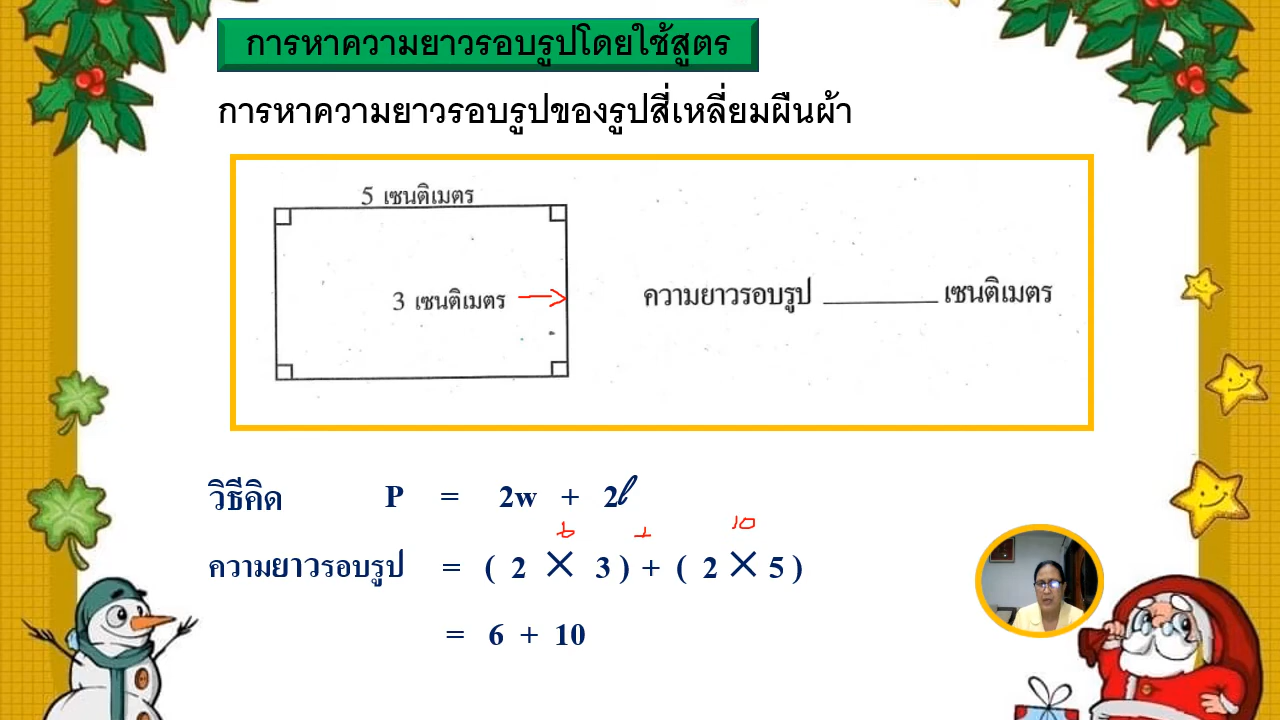 การหาความยาวรอบรูปโดยใช้สูตร
การหาความยาวรอบรูปของรูปสี่เหลี่ยมผืนผ้า
5 เซนติเมตร
3 เซนติเมตร
ความยาวรอบรูป ________ เซนติเมตร
วิธีคิด P = 2w + 2ℓ
6 + 10
ความยาวรอบรูป = ( 2 × 3 ) + ( 2 × 5 )
= 6 + 10